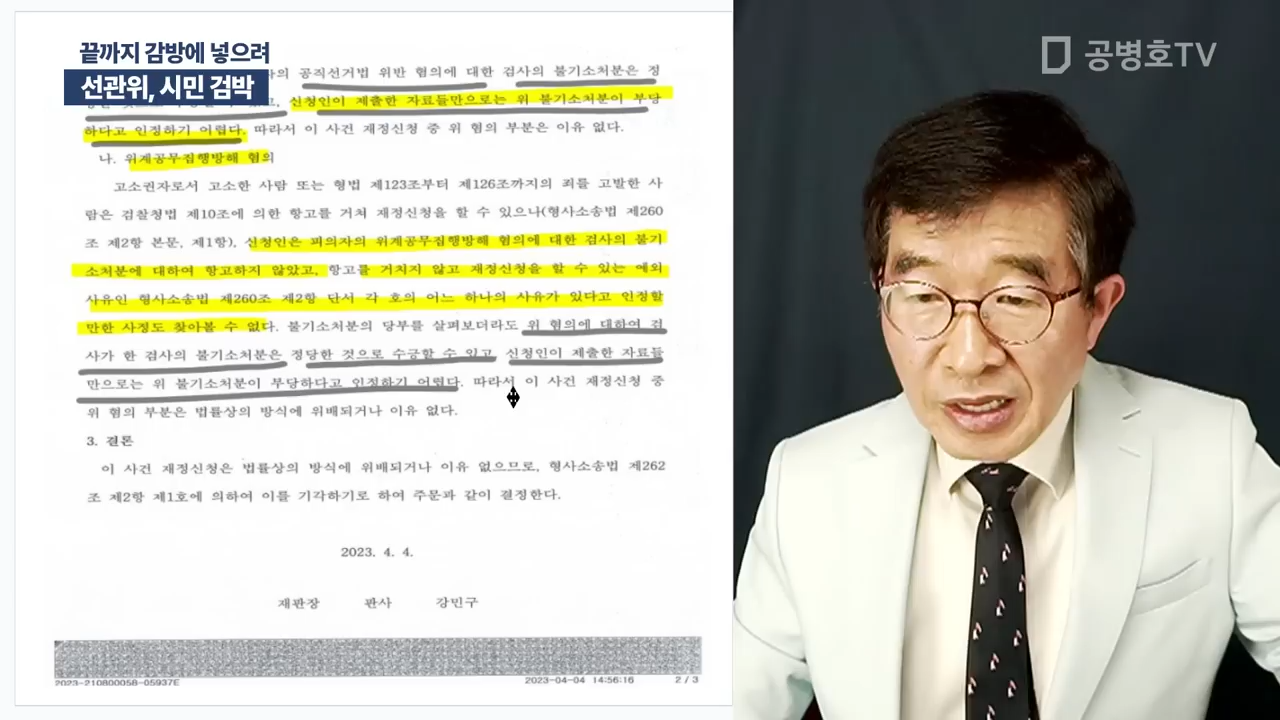 끝까지 감방에 넣으려
선관위, 시민 겁박
공병호TV
의 공직선거법 위반 혐의에 대한 검사의 불기소처분은 정
신청인이 제출한 자료들만으로는 위 불기소처분이 부당
하다고 인정하기 어렵다. 따라서 이 사건 재정신청 중 위 혐의 부분은 이유 없다.
나. 위계공무집행방해 혐의
고소권자로서 고소한 사람 또는 형법 제123조부터 제126조까지의 죄를 고발한 사
람은 검찰청법 제10조에 의한 항고를 거쳐 재정신청을 할 수 있으나(형사소송법 제260
조 제2항 본문, 제1항), 신청인은 피의자의 위계공무집행방해 혐의에 대한 검사의 불기
소처분에 대하여 항고하지 않았고, 항고를 거치지 않고 재정신청을 할 수 있는 예외
사유인 형사소송법 제260조 제2항 단서 각 호의 어느 하나의 사유가 있다고 인정할
만한 사정도 찾아볼 수 없다. 불기소처분의 당부를 살펴보더라도 위 혐의에 대하여 검
사가 한 검사의 불기소처분은 정당한 것으로 수긍할 수 있고, 신청인이 제출한 자료들
만으로는 위 불기소처분이 부당하다고 인정하기 어렵다. 따라서 이 사건 재정신청 중
위 혐의 부분은 법률상의 방식에 위배되거나 이유 없다.
3. 결론
이 사건 재정신청은 법률상의 방식에 위배되거나 이유 없으므로, 형사소송법 제262
조 제2항 제1호에 의하여 이를 기각하기로 하여 주문과 같이 결정한다.
2023. 4. 4.
재판장 판사 강민구
2023-210800058-05937E 2023-04-04 14:56:16 2 / 3